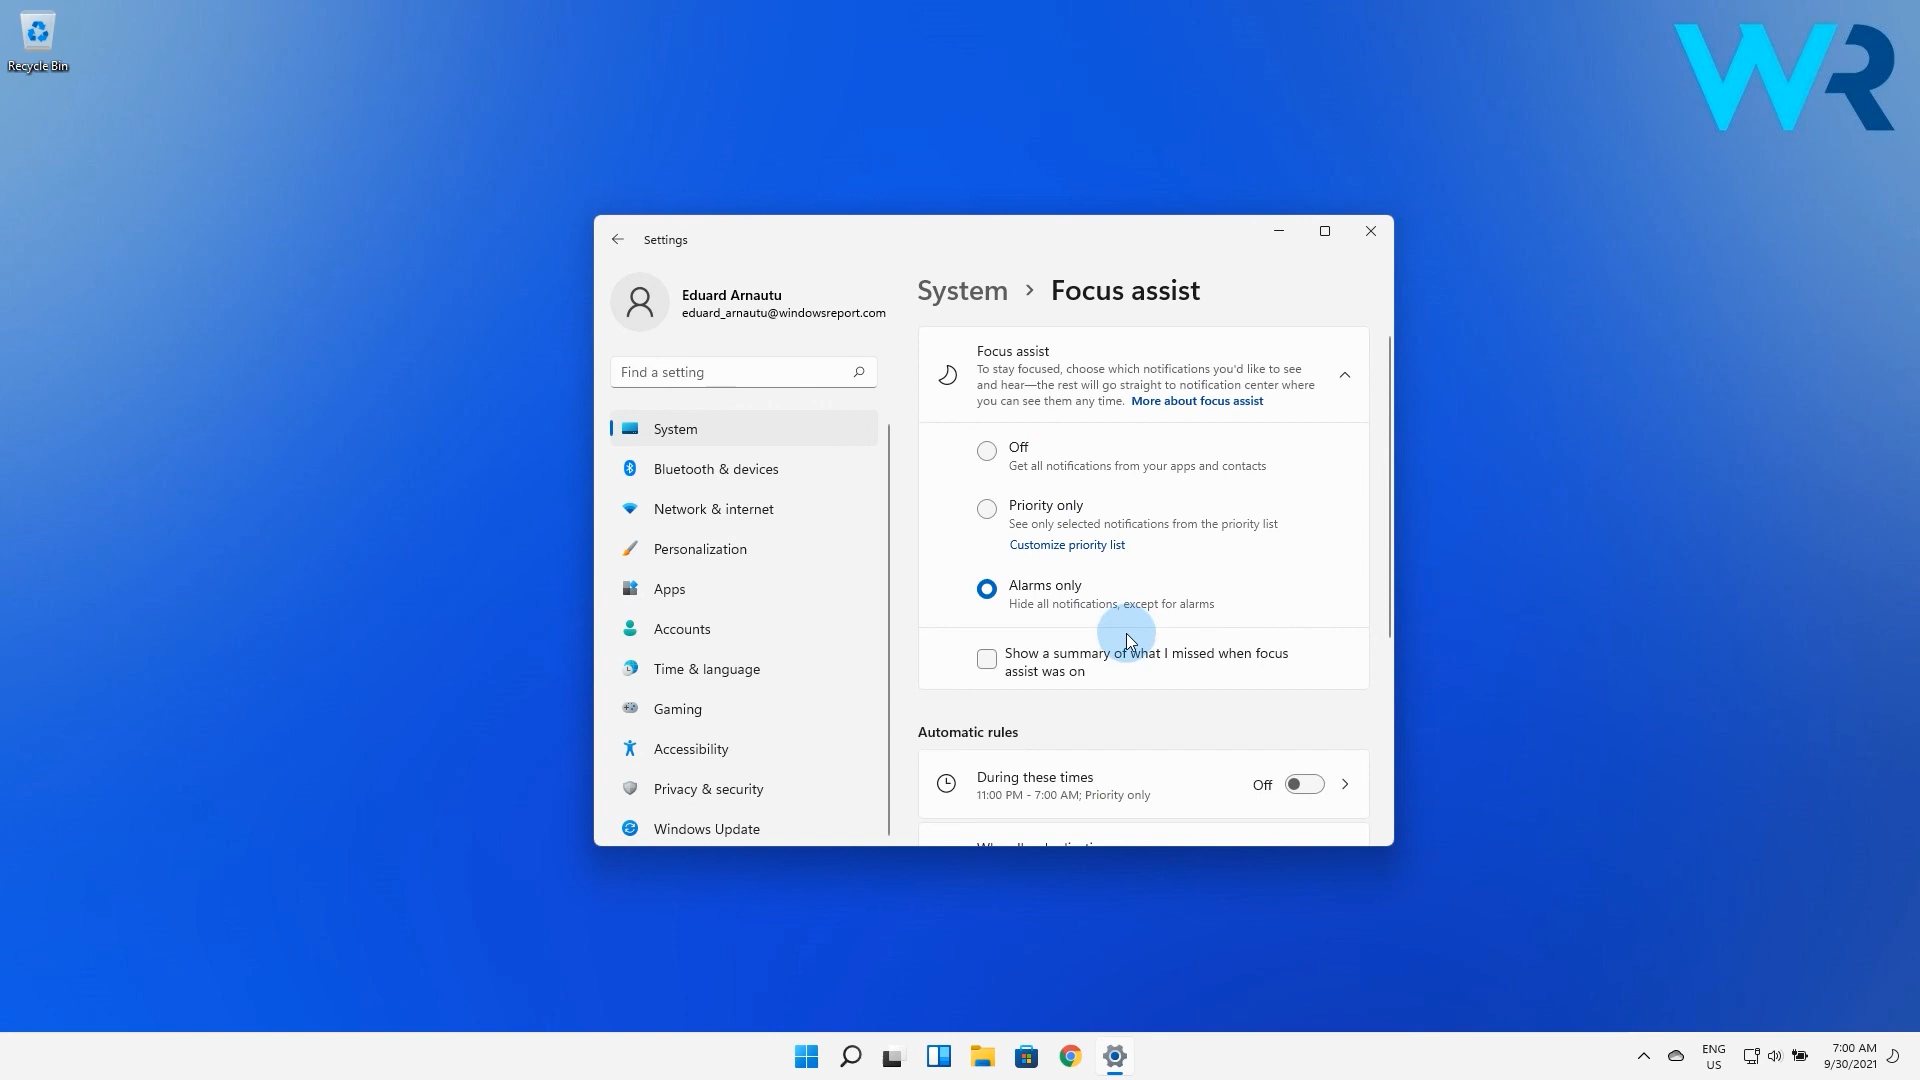 Recycle Bin
WR
Settings
Eduard Arnautu
eduard_arnautu@windowsreport.com
Find a setting
System
Bluetooth & devices
Network & internet
Personalization
Apps
Accounts
Time & language
Gaming
Accessibility
Privacy & security
Windows Update
System > Focus assist
Focus assist
To stay focused, choose which notifications you'd like to see
and hear—the rest will go straight to notification center where
you can see them any time. More about focus assist
Off
Get all notifications from your apps and contacts
Priority only
See only selected notifications from the priority list
Customize priority list
Alarms only
Hide all notifications, except for alarms
Show a summary of what I missed when focus
assist was on
Automatic rules
During these times
11:00 PM - 7:00 AM; Priority only
Off
ENG
US
7:00 AM
9/30/2021